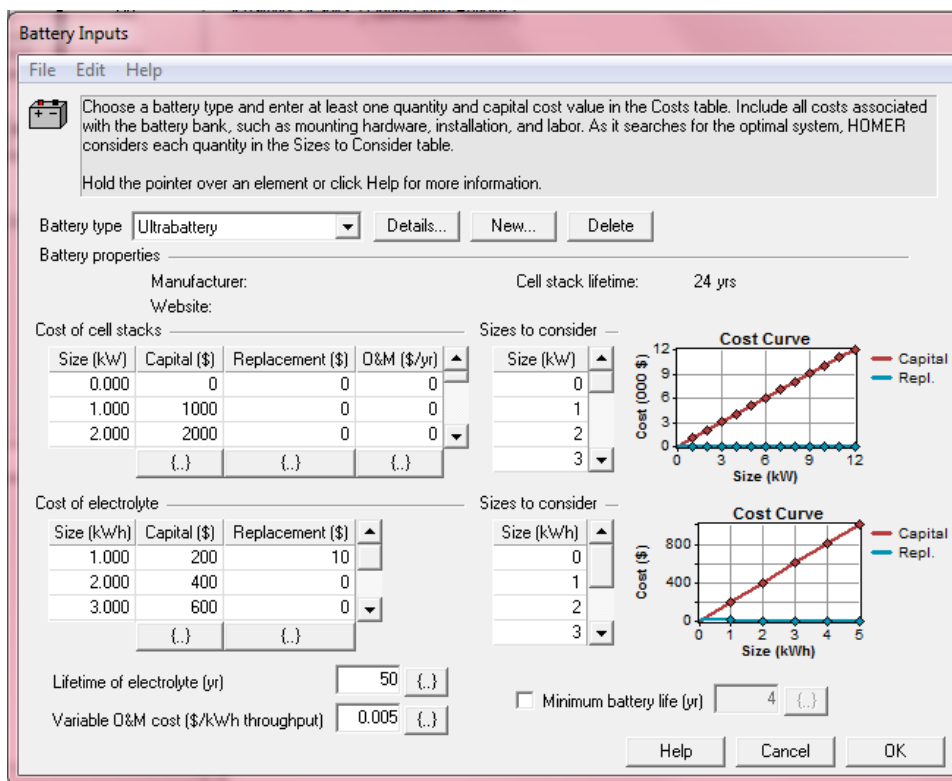 Battery Inputs
File Edit Help
Choose a battery type and enter at least one quantity and capital cost value in the Costs table. Include all costs associated
with the battery bank, such as mounting hardware, installation, and labor. As it searches for the optimal system, HOMER
considers each quantity in the Sizes to Consider table.
Hold the pointer over an element or click Help for more information.
Battery type Ultrabattery Details... New... Delete
Battery properties
Manufacturer: Cell stack lifetime: 24 yrs
Website:
Cost of cell stacks
Size (kW) Capital ($) Replacement ($) O&M ($/yr)
0.000 0 0 0
1.000 1000 0 0
2.000 2000 0 0
{..} {..} {..}
Sizes to consider
Size (kW)
0
1
2
3
Cost Curve
Cost (000 $)
12
9
6
3
0
0 3 6 9 12
Size (kW)
Capital
Repl.
Cost of electrolyte
Size (kWh) Capital ($) Replacement ($)
1.000 200 10
2.000 400 0
3.000 600 0
{..} {..}
Sizes to consider
Size (kWh)
0
1
2
3
Cost Curve
Cost ($)
800
400
0
0 1 2 3 4 5
Size (kWh)
Capital
Repl.
Lifetime of electrolyte (yr) 50 {..}
Variable O&M cost ($/kWh throughput) 0.005 {..}
Minimum battery life (yr) 4 {..}
Help Cancel OK